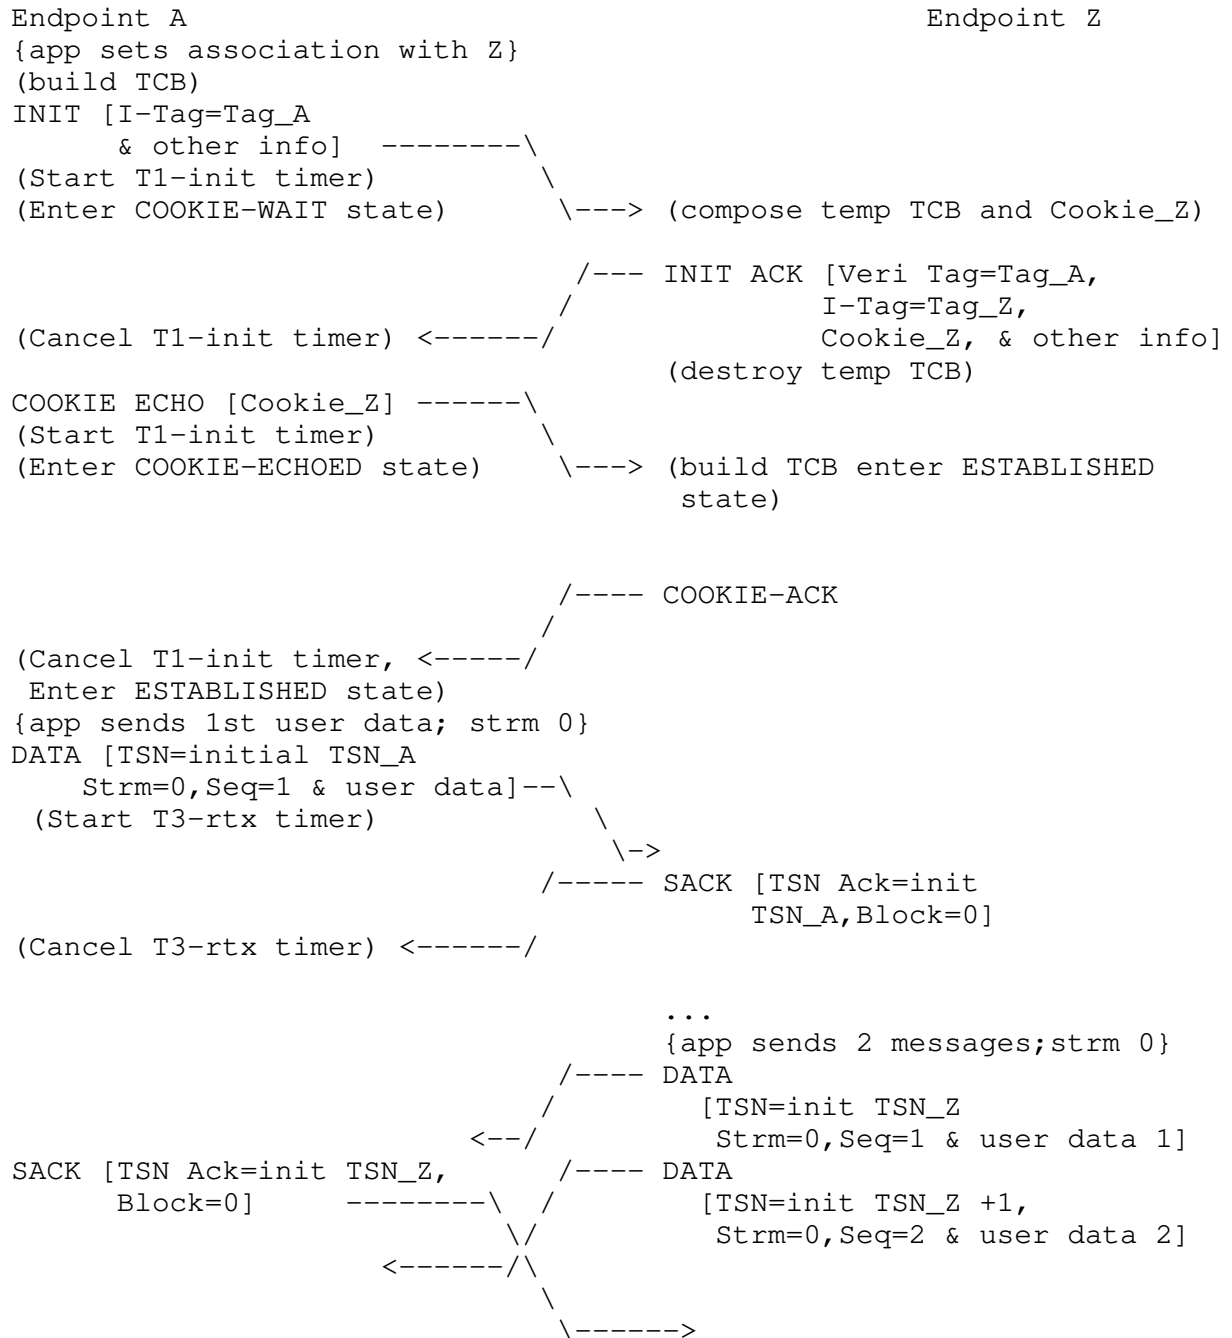 Endpoint A                                          Endpoint Z
{app sets association with Z}
(build TCB)
INIT [I-Tag=Tag_A
      & other info]  --------\
(Start T1-init timer)         \
(Enter COOKIE-WAIT state)      \---> (compose temp TCB and Cookie_Z)

                                /--- INIT ACK [Veri Tag=Tag_A,
                               /              I-Tag=Tag_Z,
(Cancel T1-init timer) <------/               Cookie_Z, & other info]
                                     (destroy temp TCB)
COOKIE ECHO [Cookie_Z] ------\
(Start T1-init timer)         \
(Enter COOKIE-ECHOED state)    \---> (build TCB enter ESTABLISHED
                                      state)

                               /---- COOKIE-ACK
                              /
(Cancel T1-init timer, <-----/
 Enter ESTABLISHED state)
{app sends 1st user data; strm 0}
DATA [TSN=initial TSN_A
    Strm=0,Seq=1 & user data]--\
 (Start T3-rtx timer)            \
                                  \->
                              /----- SACK [TSN Ack=init
                                          TSN_A,Block=0]
(Cancel T3-rtx timer) <------/

                                     ...
                                     {app sends 2 messages;strm 0}
                               /---- DATA
                              /        [TSN=init TSN_Z
                          <--/          Strm=0,Seq=1 & user data 1]
SACK [TSN Ack=init TSN_Z,      /---- DATA
      Block=0]     --------\  /        [TSN=init TSN_Z +1,
                            \/          Strm=0,Seq=2 & user data 2]
                     <------/\
                              \
                               \------>